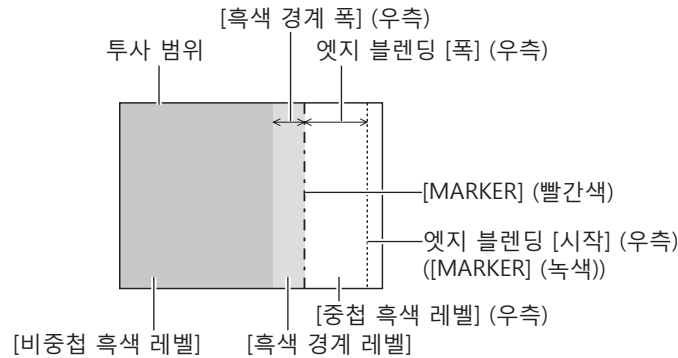 [흑색 경계 폭] (우측)
투사 범위
엣지 블렌딩 [폭] (우측)
[MARKER] (빨간색)
엣지 블렌딩 [시작] (우측)
([MARKER] (녹색))
[중첩 흑색 레벨] (우측)
[비중첩 흑색 레벨]
[흑색 경계 레벨]